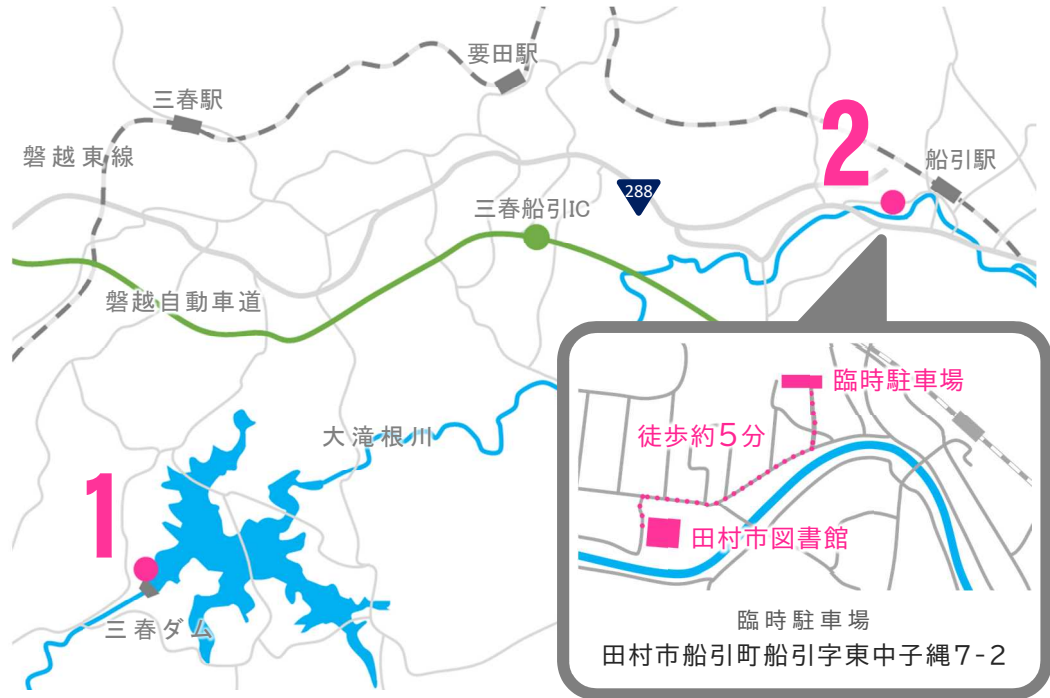 要田駅
三春駅
2
磐越東線
船引駅
288
三春船引IC
磐越自動車道
臨時駐車場
徒歩約5分
大滝根川
1
田村市図書館
三春ダム
臨時駐車場
田村市船引町船引字東中子縄7-2